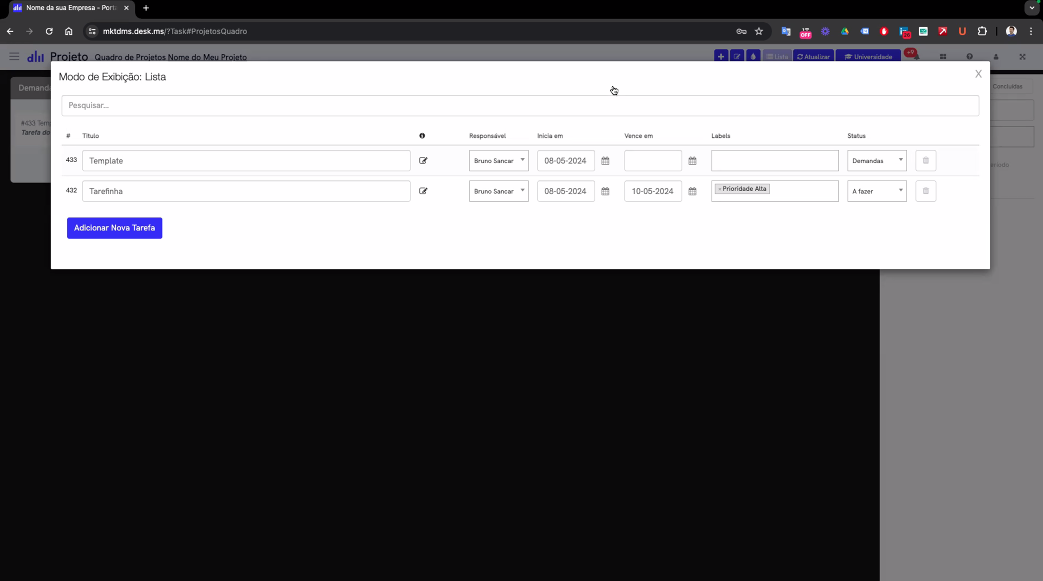 Nome da sua Empresa - Port
mktdms.desk.ms/?Task#ProjetosQuadro
OFF
Projeto Quadro de Projetos Nome do Meu Projeto
Lista
Atualizar
Universidade
+9
Demanda
Concluídas
#433 Temp
Tarefa do
Modo de Exibição: Lista
X
Pesquisar...
# Título Responsável Inicia em Vence em Labels Status
433 Template Bruno Sancar 08-05-2024 Demandas
432 Tarefinha Bruno Sancar 08-05-2024 10-05-2024 × Prioridade Alta A fazer
Adicionar Nova Tarefa